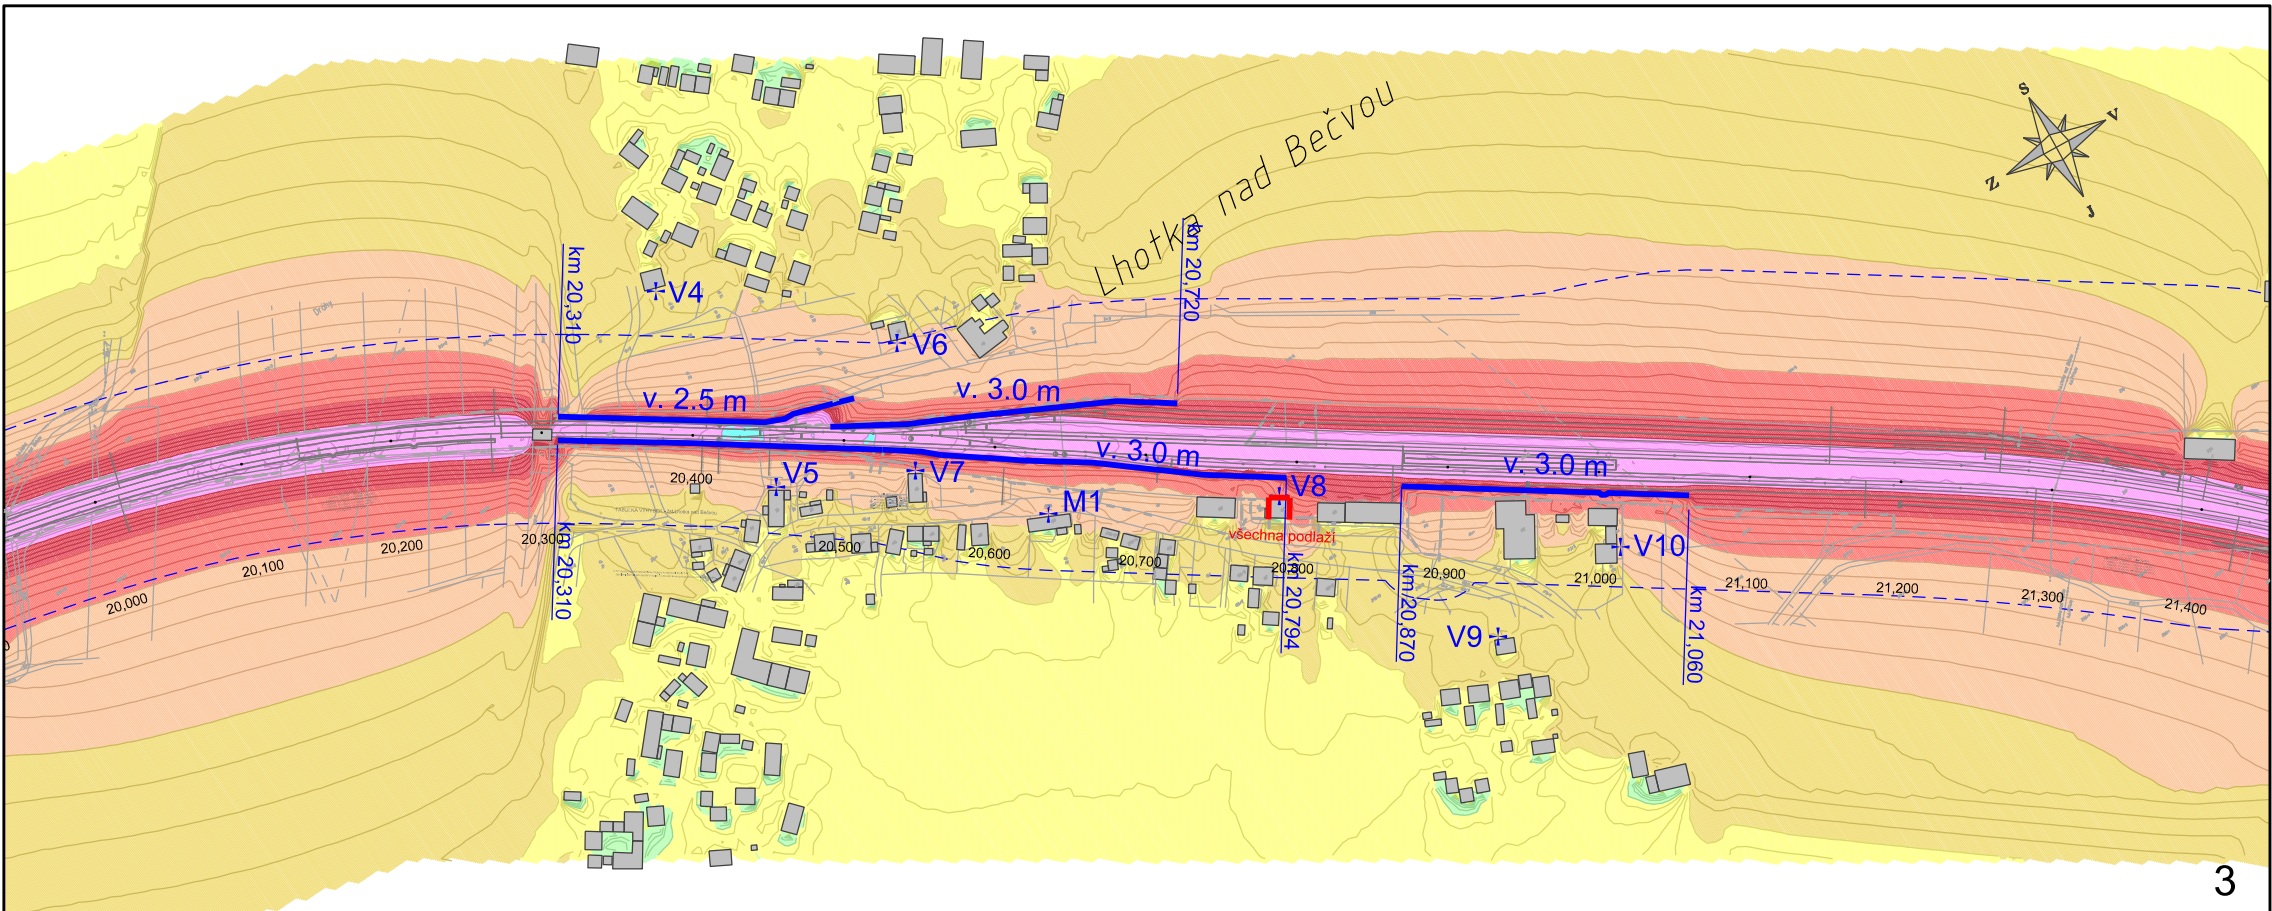 Lhotka nad Bečvou
S
V
Z
J
km 20,310
km 20,720
V4
V6
v. 2.5 m
v. 3.0 m
v. 3.0 m
v. 3.0 m
V5
V7
M1
V8
všechna podlaží
V10
V9
20,000
20,100
20,200
20,300
20,400
20,500
20,600
20,700
20,800
20,900
21,000
21,100
21,200
21,300
21,400
km 20,310
km 20,794
km 20,870
km 21,060
3